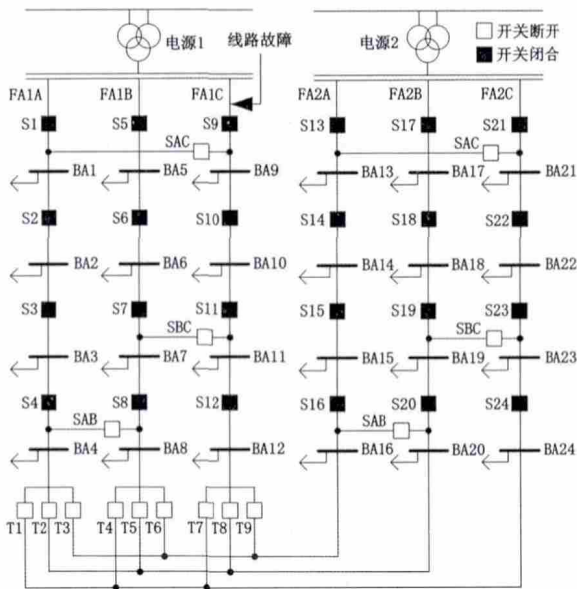 电源1
线路故障
电源2
开关断开
开关闭合
FA1A
FA1B
FA1C
FA2A
FA2B
FA2C
S1
S5
S9
S13
S17
S21
SAC
SAC
BA1
BA5
BA9
BA13
BA17
BA21
S2
S6
S10
S14
S18
S22
BA2
BA6
BA10
BA14
BA18
BA22
S3
S7
S11
S15
S19
S23
SBC
SBC
BA3
BA7
BA11
BA15
BA19
BA23
S4
S8
S12
S16
S20
S24
SAB
SAB
BA4
BA8
BA12
BA16
BA20
BA24
T1
T2
T3
T4
T5
T6
T7
T8
T9